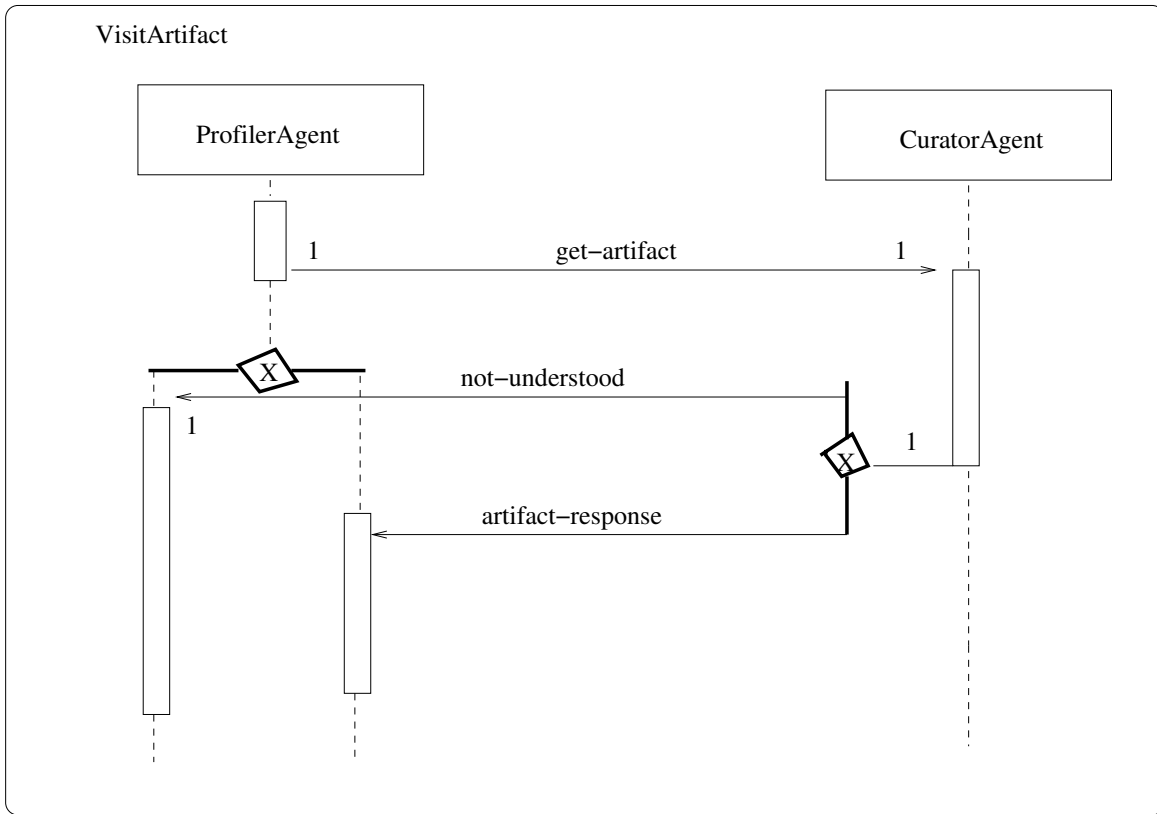 VisitArtifact
ProfilerAgent
CuratorAgent
1 get−artifact 1
X
not−understood
1
1
X
artifact−response